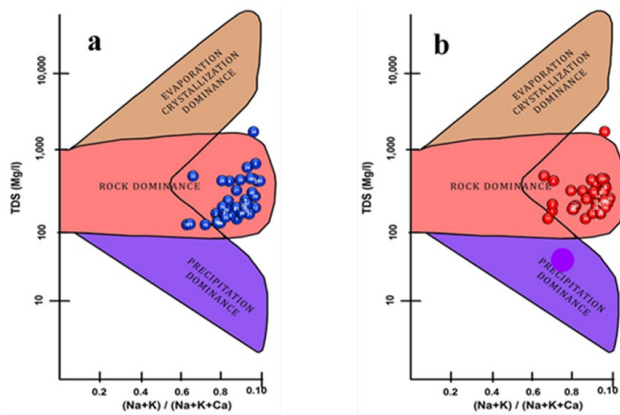 a
TDS (Mg/l)
10,000
1,000
100
10
EVAPORATION
CRYSTALLIZATION
DOMINANCE
ROCK DOMINANCE
PRECIPITATION
DOMINANCE
0.2 0.4 0.6 0.8 0.10
(Na+K) / (Na+K+Ca)
b
TDS (Mg/l)
10,000
1,000
100
10
EVAPORATION
CRYSTALLIZATION
DOMINANCE
ROCK DOMINANCE
PRECIPITATION
DOMINANCE
0.2 0.4 0.6 0.8 0.10
(Na+K) / (Na+K+Ca)